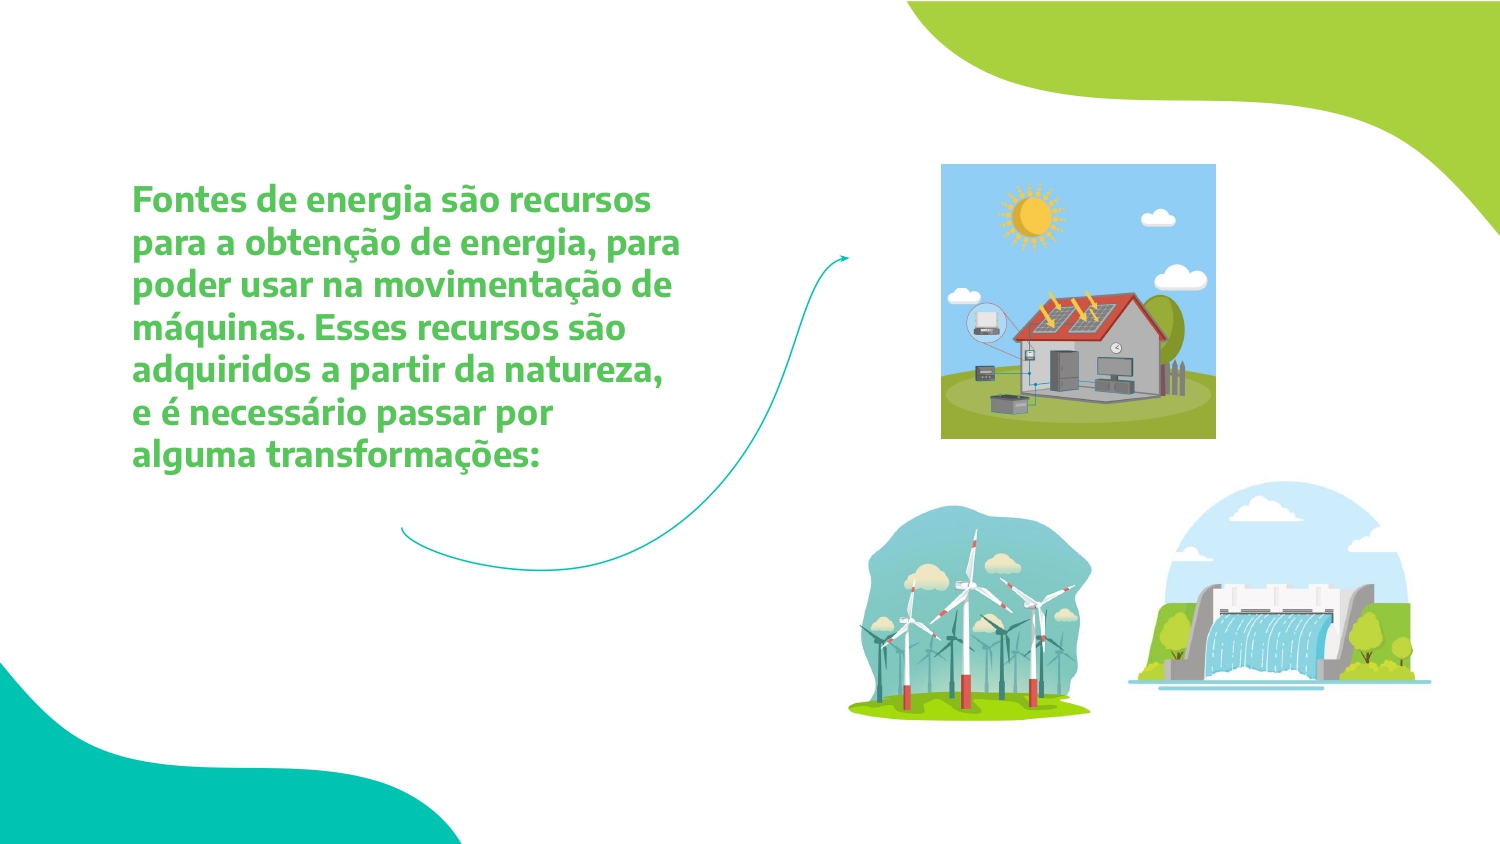 Fontes de energia são recursos
para a obtenção de energia, para
poder usar na movimentação de
máquinas. Esses recursos são
adquiridos a partir da natureza,
e é necessário passar por
alguma transformações: